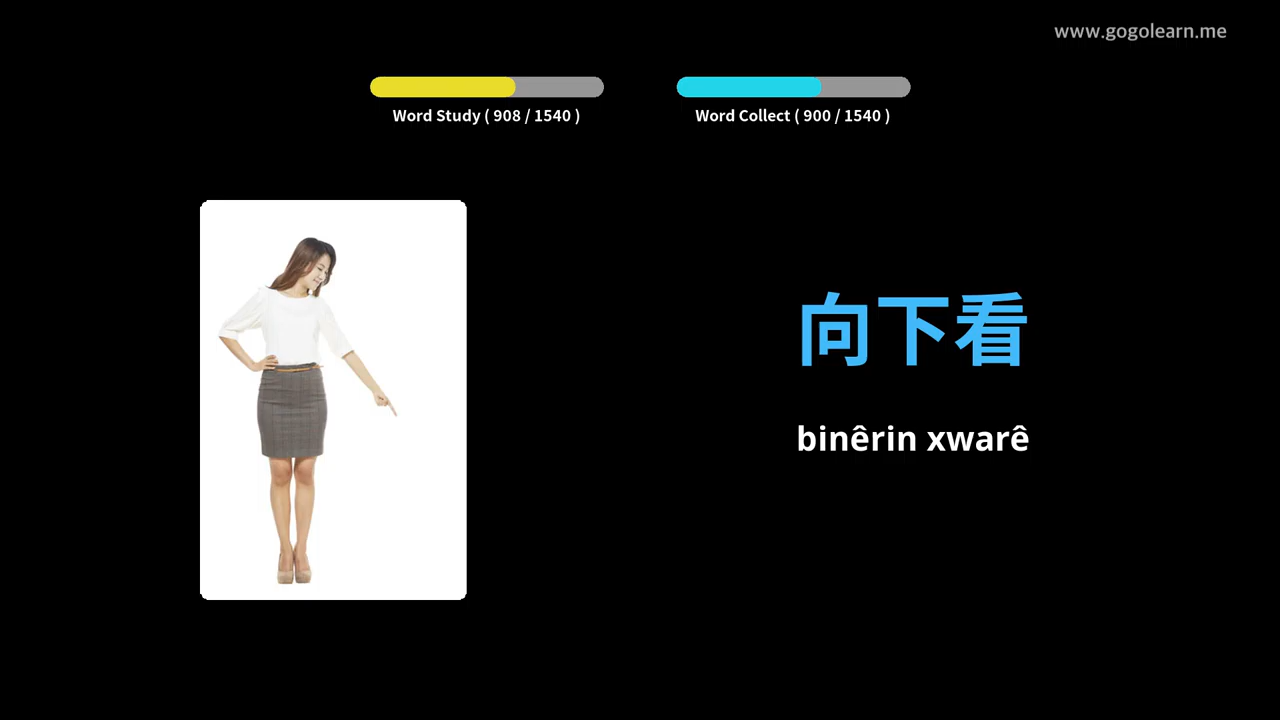 www.gogolearn.me
Word Study ( 908 / 1540 )
Word Collect ( 900 / 1540 )
向下看
binêrin xwarê